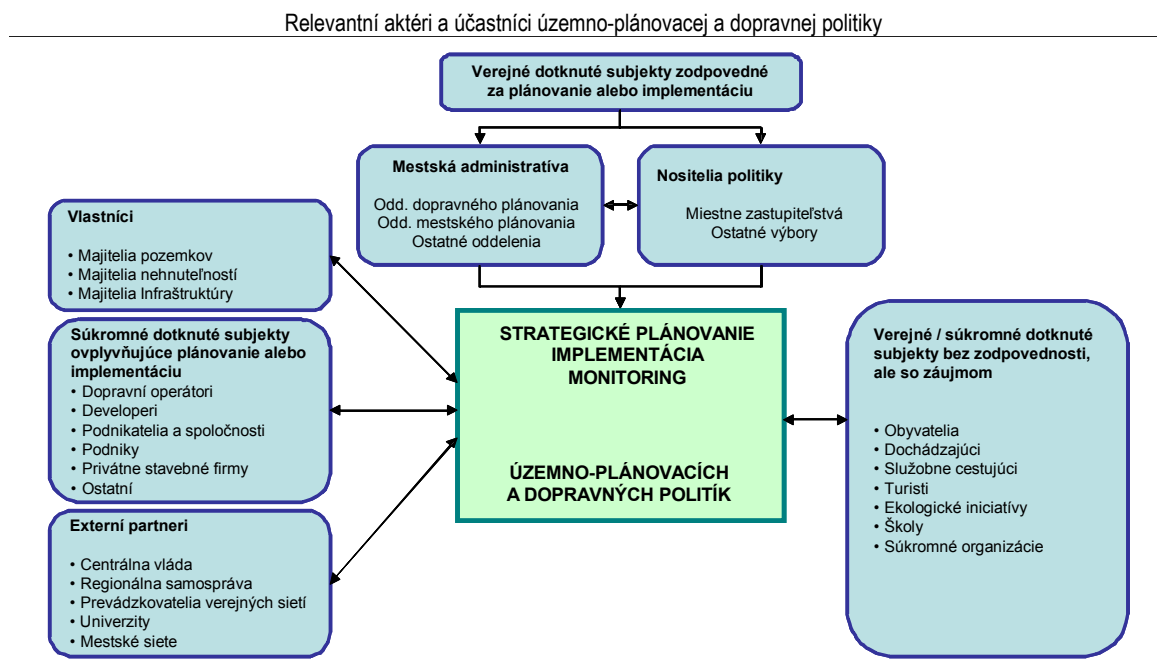 Relevantní aktéri a účastníci územno-plánovacej a dopravnej politiky
Verejné dotknuté subjekty zodpovedné
za plánovanie alebo implementáciu
Mestská administratíva
Odd. dopravného plánovania
Odd. mestského plánovania
Ostatné oddelenia
Nositelia politiky
Miestne zastupiteľstvá
Ostatné výbory
Vlastníci
• Majitelia pozemkov
• Majitelia nehnuteľností
• Majitelia Infraštruktúry
Súkromné dotknuté subjekty
ovplyvňujúce plánovanie alebo
implementáciu
• Dopravní operátori
• Developeri
• Podnikatelia a spoločnosti
• Podniky
• Privátne stavebné firmy
• Ostatní
Externí partneri
• Centrálna vláda
• Regionálna samospráva
• Prevádzkovatelia verejných sietí
• Univerzity
• Mestské siete
STRATEGICKÉ PLÁNOVANIE
IMPLEMENTÁCIA
MONITORING
ÚZEMNO-PLÁNOVACÍCH
A DOPRAVNÝCH POLITÍK
Verejné / súkromné dotknuté
subjekty bez zodpovednosti,
ale so záujmom
• Obyvatelia
• Dochádzajúci
• Služobne cestujúci
• Turisti
• Ekologické iniciatívy
• Školy
• Súkromné organizácie